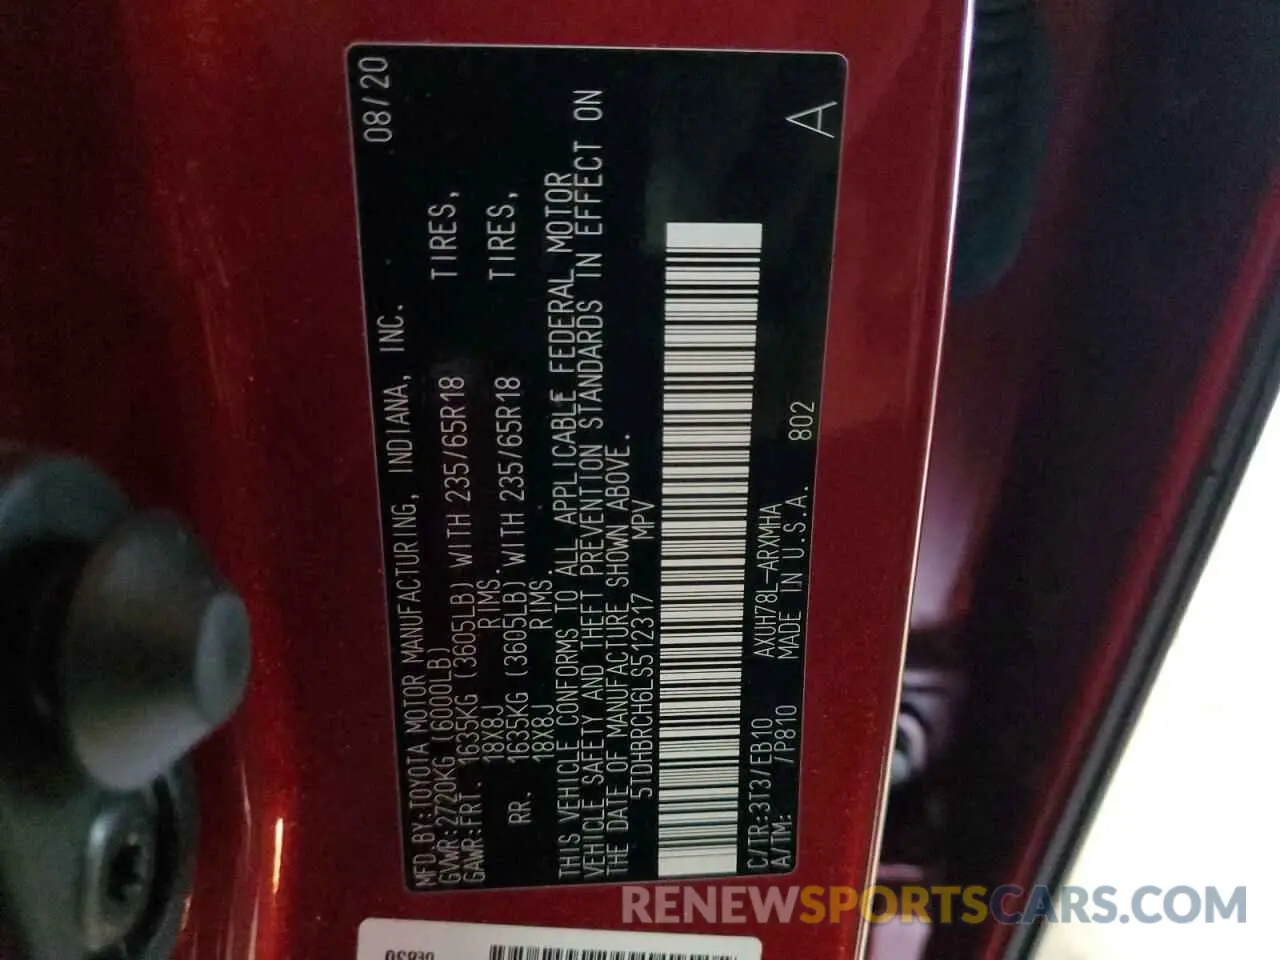 MFD.BY:TOYOTA MOTOR MANUFACTURING, INDIANA, INC. 08/20
GVWR:2720KG (6000LB)
GAWR:FRT. 1635KG (3605LB) WITH 235/65R18 TIRES,
18X8J RIMS.
RR. 1635KG (3605LB) WITH 235/65R18 TIRES,
18X8J RIMS.
THIS VEHICLE CONFORMS TO ALL APPLICABLE FEDERAL MOTOR
VEHICLE SAFETY AND THEFT PREVENTION STANDARDS IN EFFECT ON
THE DATE OF MANUFACTURE SHOWN ABOVE.
5TDHBRCH6LS512317 MPV
C/TR:3T3/EB10 AXUH78L-ARXMHA
A/TM: /P810 MADE IN U.S.A. 802
A
RENEWSPORTSCARS.COM